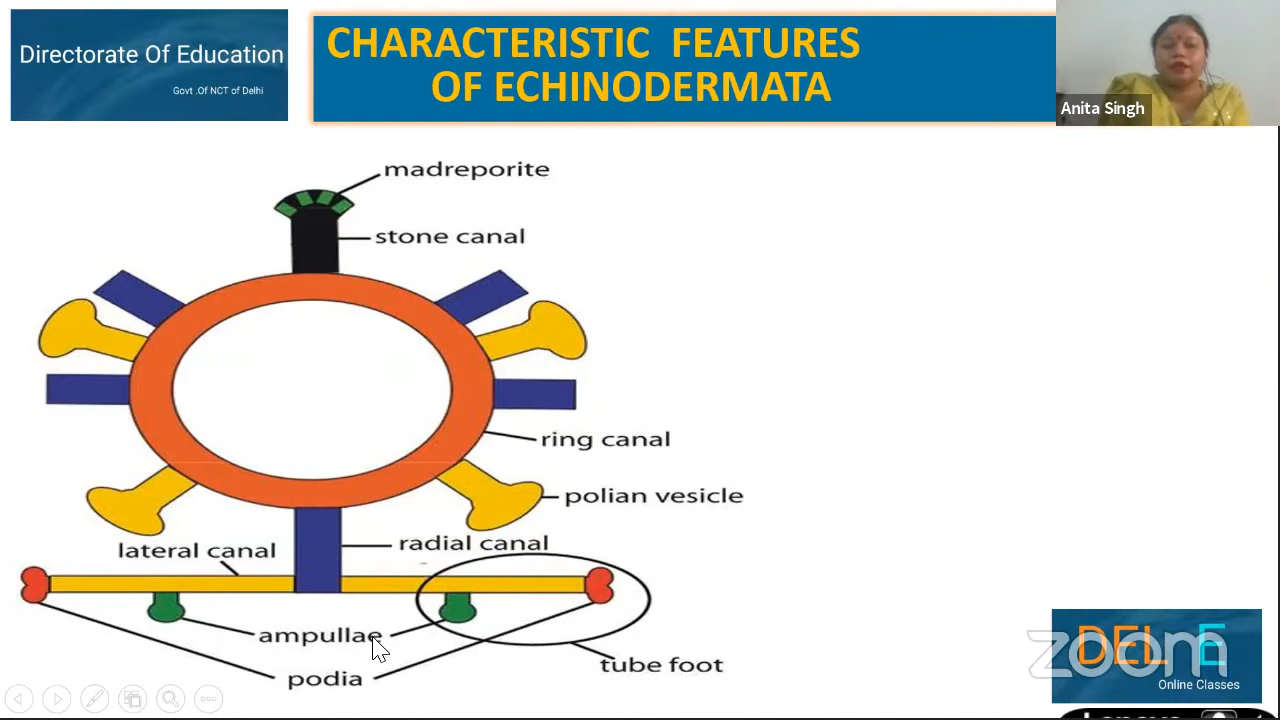 Directorate Of Education
Govt .Of NCT of Delhi
CHARACTERISTIC FEATURES
OF ECHINODERMATA
Anita Singh
madreporite
stone canal
ring canal
polian vesicle
radial canal
lateral canal
ampullae
tube foot
podia
zoom
DEL E
Online Classes